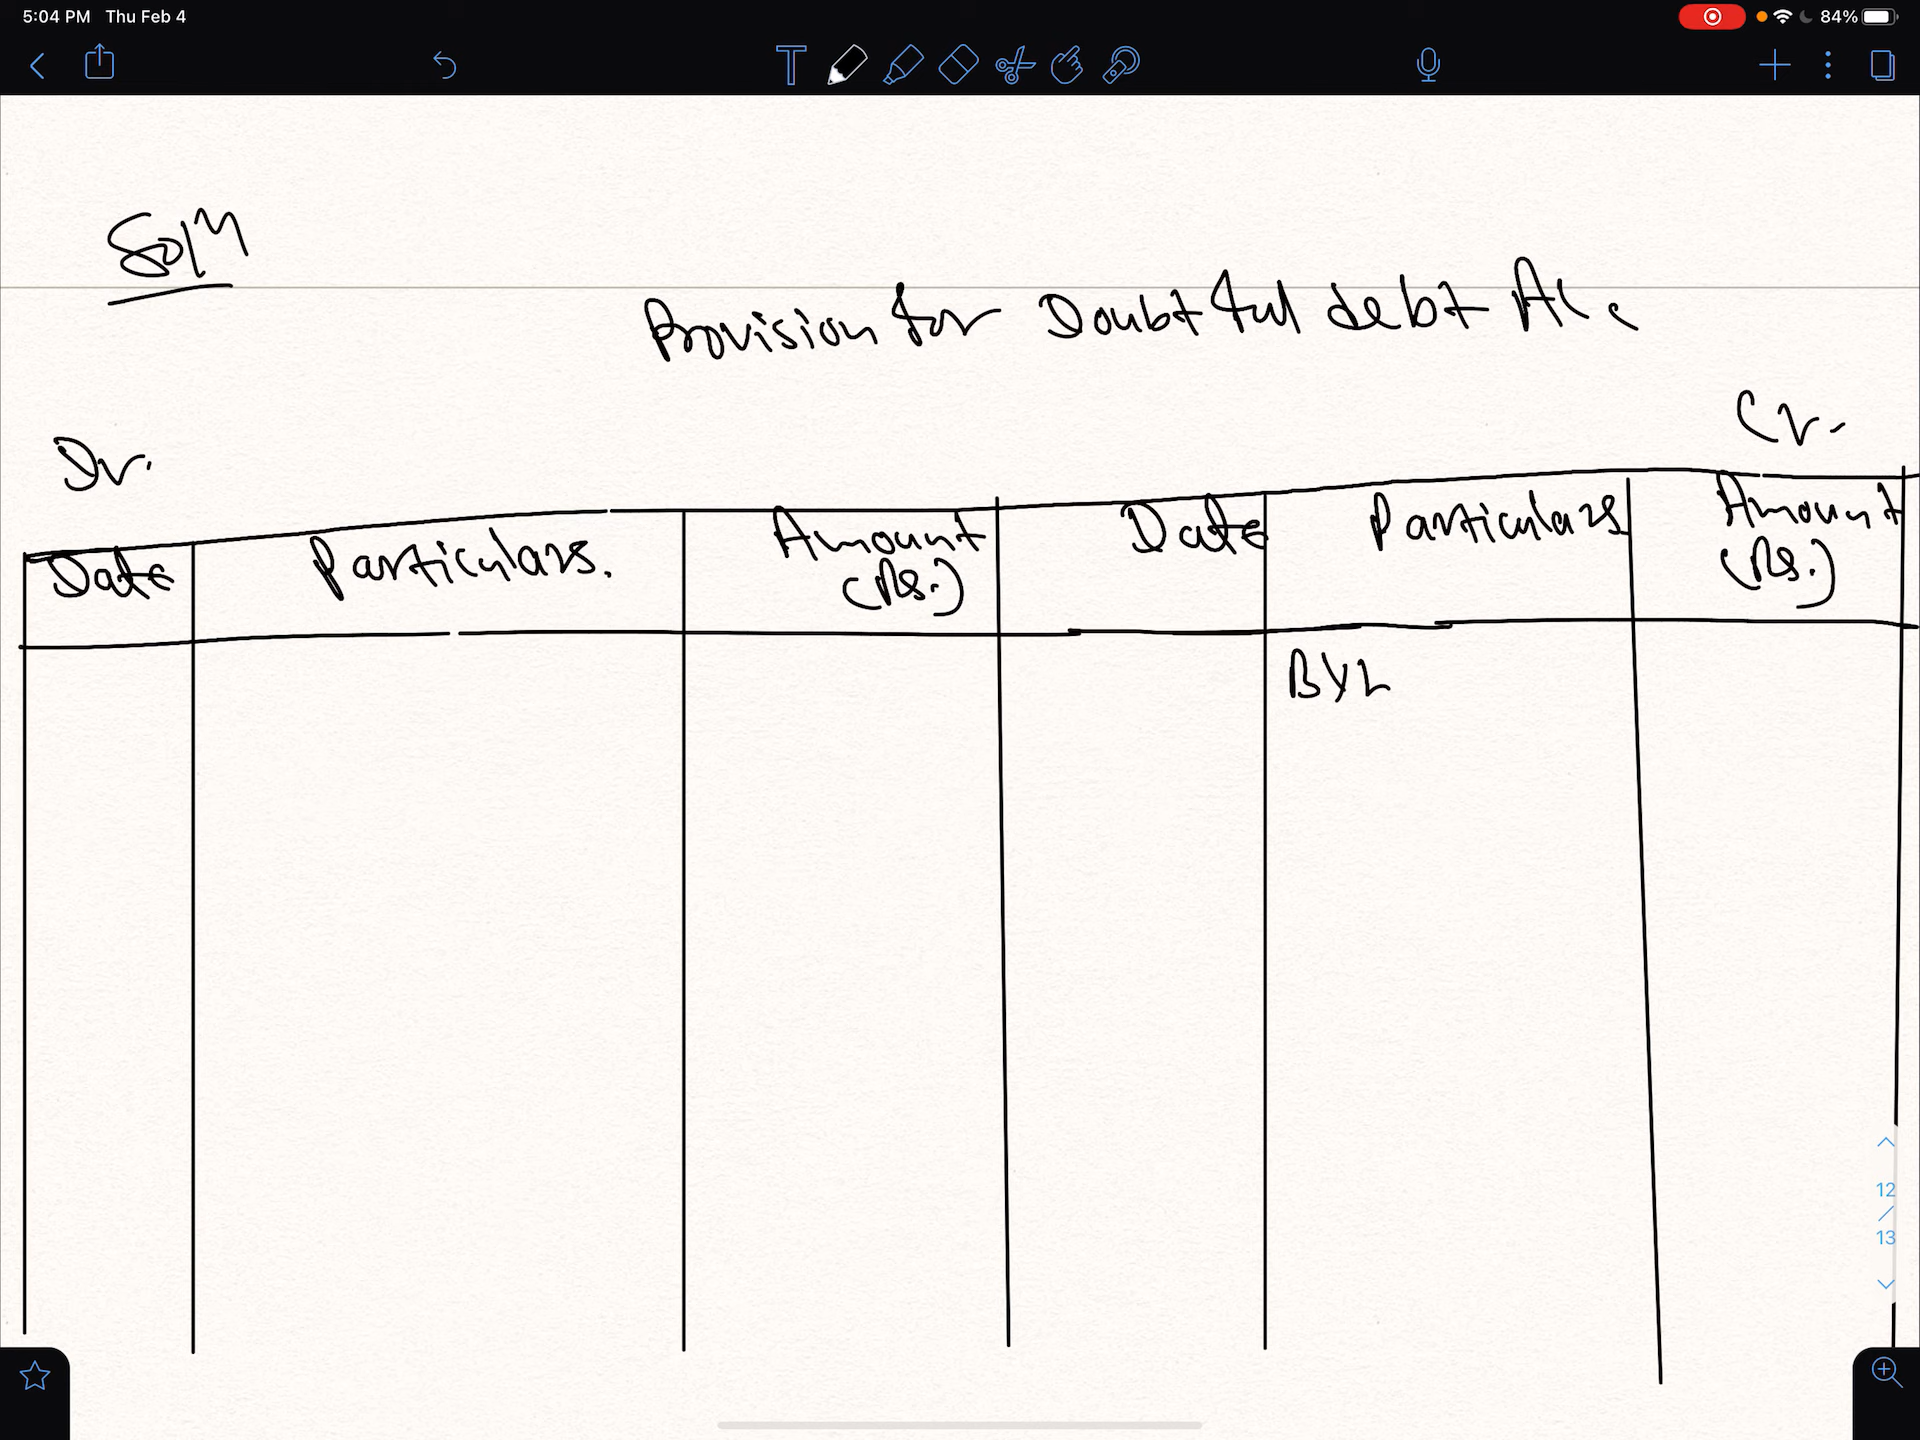 5:04 PM Thu Feb 4
84%
T
Soln
Provision for Doubtful debt A/c
Cr.
Dr.
Date Particulars. Amount (Rs.) Date Particulars Amount (Rs.)
By
12
/
13